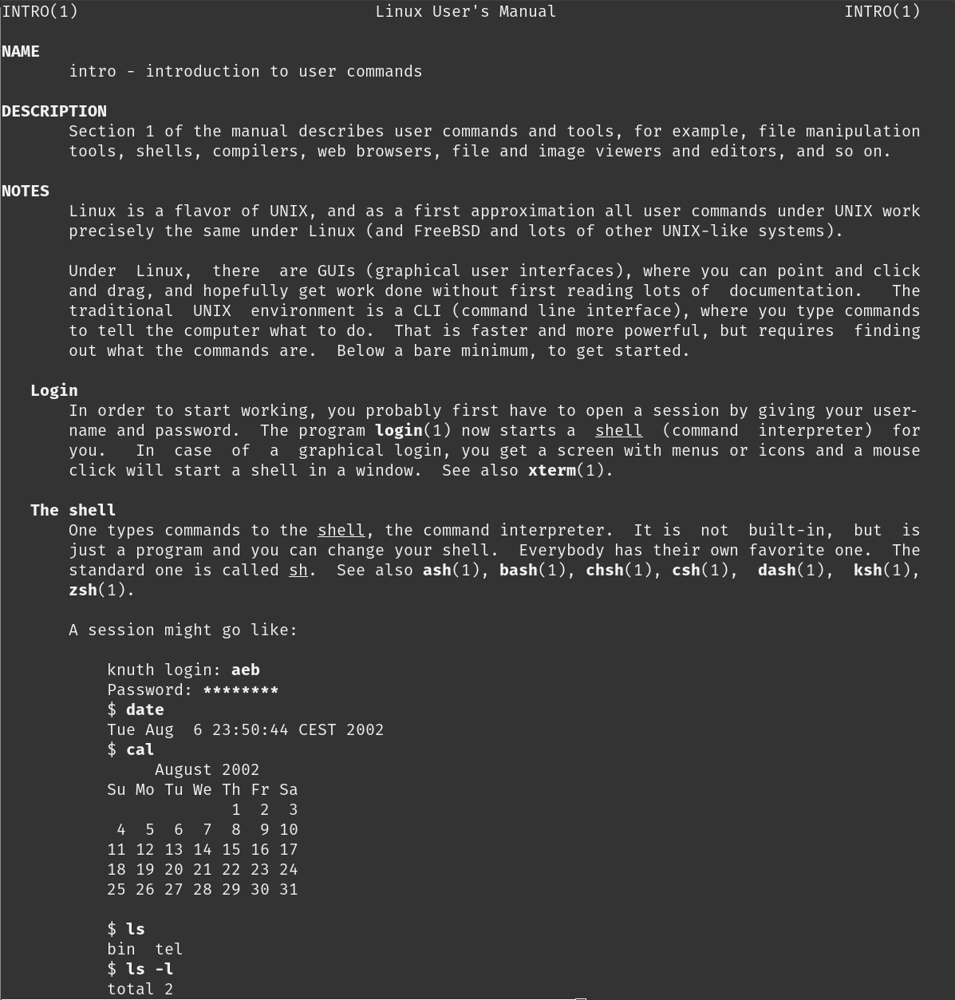 INTRO(1)                               Linux User's Manual                              INTRO(1)

NAME
       intro - introduction to user commands

DESCRIPTION
       Section 1 of the manual describes user commands and tools, for example, file manipulation
       tools, shells, compilers, web browsers, file and image viewers and editors, and so on.

NOTES
       Linux is a flavor of UNIX, and as a first approximation all user commands under UNIX work
       precisely the same under Linux (and FreeBSD and lots of other UNIX-like systems).

       Under  Linux,  there  are GUIs (graphical user interfaces), where you can point and click
       and drag, and hopefully get work done without first reading lots of  documentation.   The
       traditional  UNIX  environment is a CLI (command line interface), where you type commands
       to tell the computer what to do.  That is faster and more powerful, but requires  finding
       out what the commands are.  Below a bare minimum, to get started.

   Login
       In order to start working, you probably first have to open a session by giving your user-
       name and password.  The program login(1) now starts a  shell  (command  interpreter)  for
       you.   In  case  of  a  graphical login, you get a screen with menus or icons and a mouse
       click will start a shell in a window.  See also xterm(1).

   The shell
       One types commands to the shell, the command interpreter.  It is  not  built-in,  but  is
       just a program and you can change your shell.  Everybody has their own favorite one.  The
       standard one is called sh.  See also ash(1), bash(1), chsh(1), csh(1),  dash(1),  ksh(1),
       zsh(1).

       A session might go like:

           knuth login: aeb
           Password: ********
           $ date
           Tue Aug  6 23:50:44 CEST 2002
           $ cal
                August 2002
           Su Mo Tu We Th Fr Sa
                        1  2  3
            4  5  6  7  8  9 10
           11 12 13 14 15 16 17
           18 19 20 21 22 23 24
           25 26 27 28 29 30 31

           $ ls
           bin  tel
           $ ls -l
           total 2